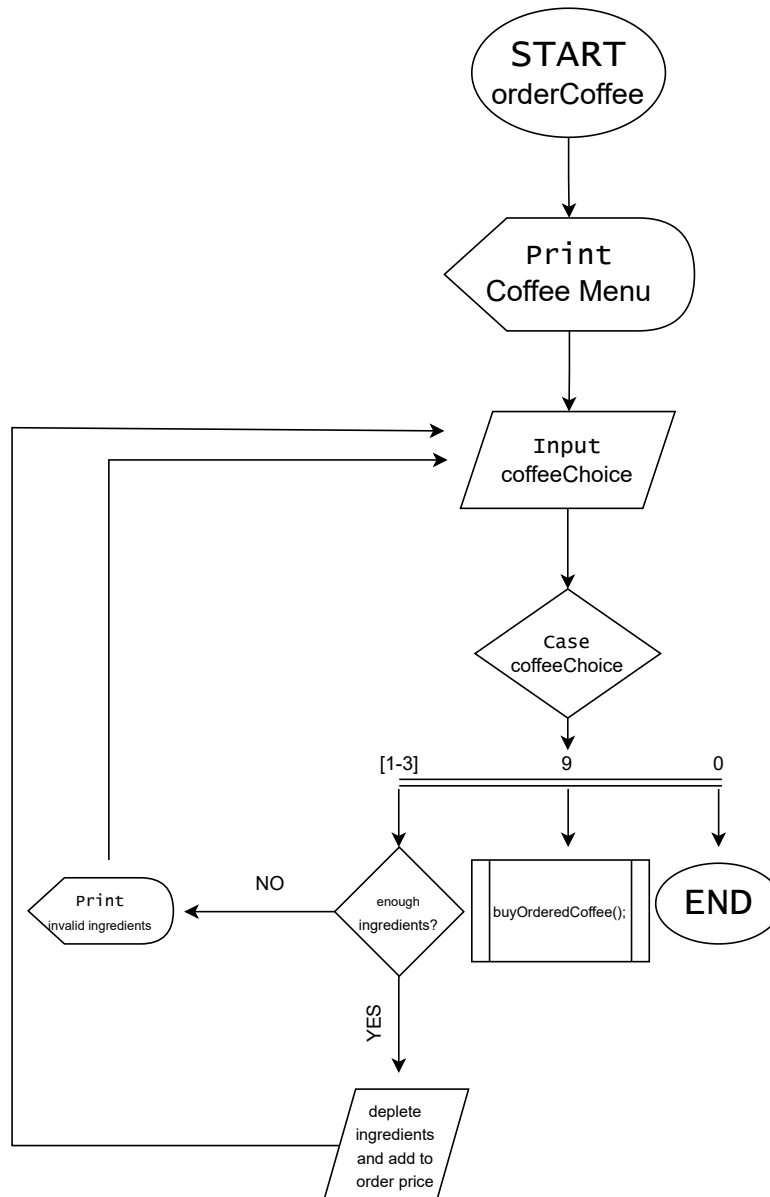 START
orderCoffee
Print
Coffee Menu
Input
coffeeChoice
Case
coffeeChoice
[1-3]
9
0
NO
Print
invalid ingredients
enough
ingredients?
buyOrderedCoffee();
END
YES
deplete
ingredients
and add to
order price